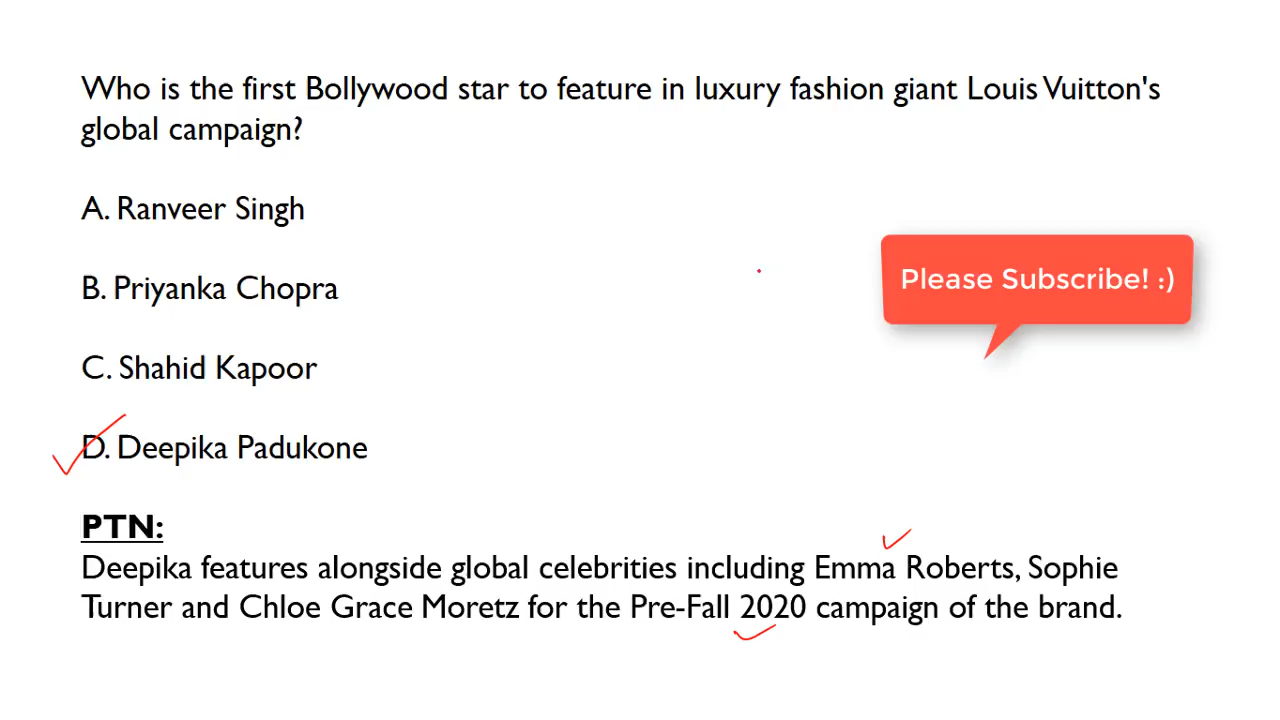 Who is the first Bollywood star to feature in luxury fashion giant Louis Vuitton's
global campaign?
A. Ranveer Singh
B. Priyanka Chopra
Please Subscribe! :)
C. Shahid Kapoor
D. Deepika Padukone
PTN:
Deepika features alongside global celebrities including Emma Roberts, Sophie
Turner and Chloe Grace Moretz for the Pre-Fall 2020 campaign of the brand.